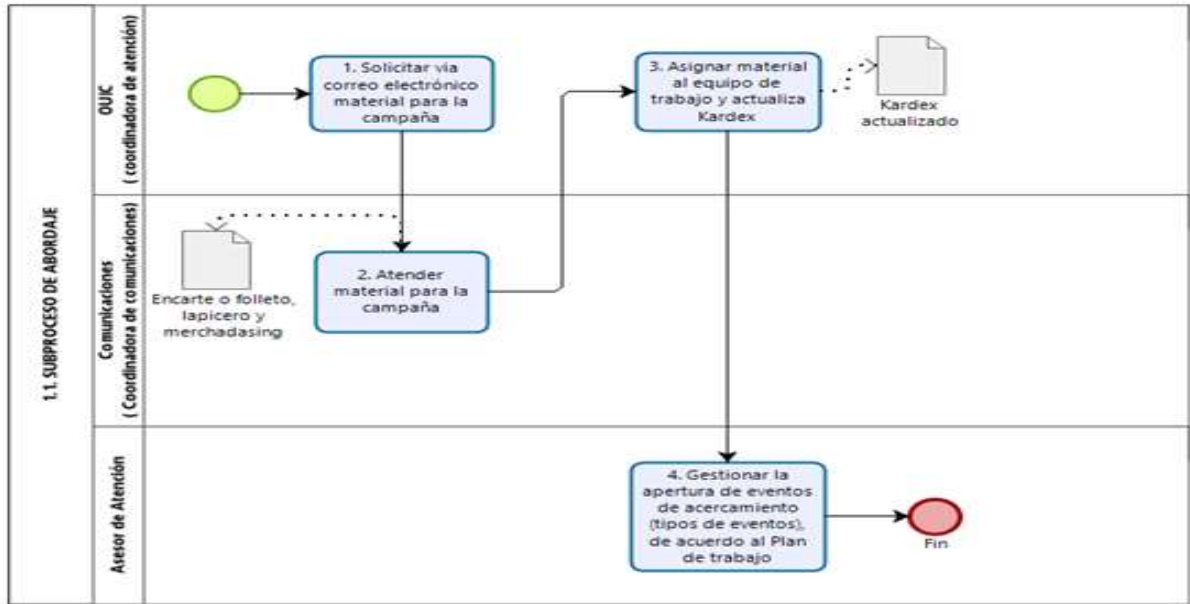 1.1. SUBPROCESO DE ABORDAJE
OUIC
( coordinadora de atención)
1. Solicitar via
correo electrónico
material para la
campaña
3. Asignar material
al equipo de
trabajo y actualiza
Kardex
Kardex
actualizado
Comunicaciones
( Coordinadora de comunicaciones)
Encarte o folleto,
lapicero y
merchadasing
2. Atender
material para la
campaña
Asesor de Atención
4. Gestionar la
apertura de eventos
de acercamiento
(tipos de eventos),
de acuerdo al Plan
de trabajo
Fin